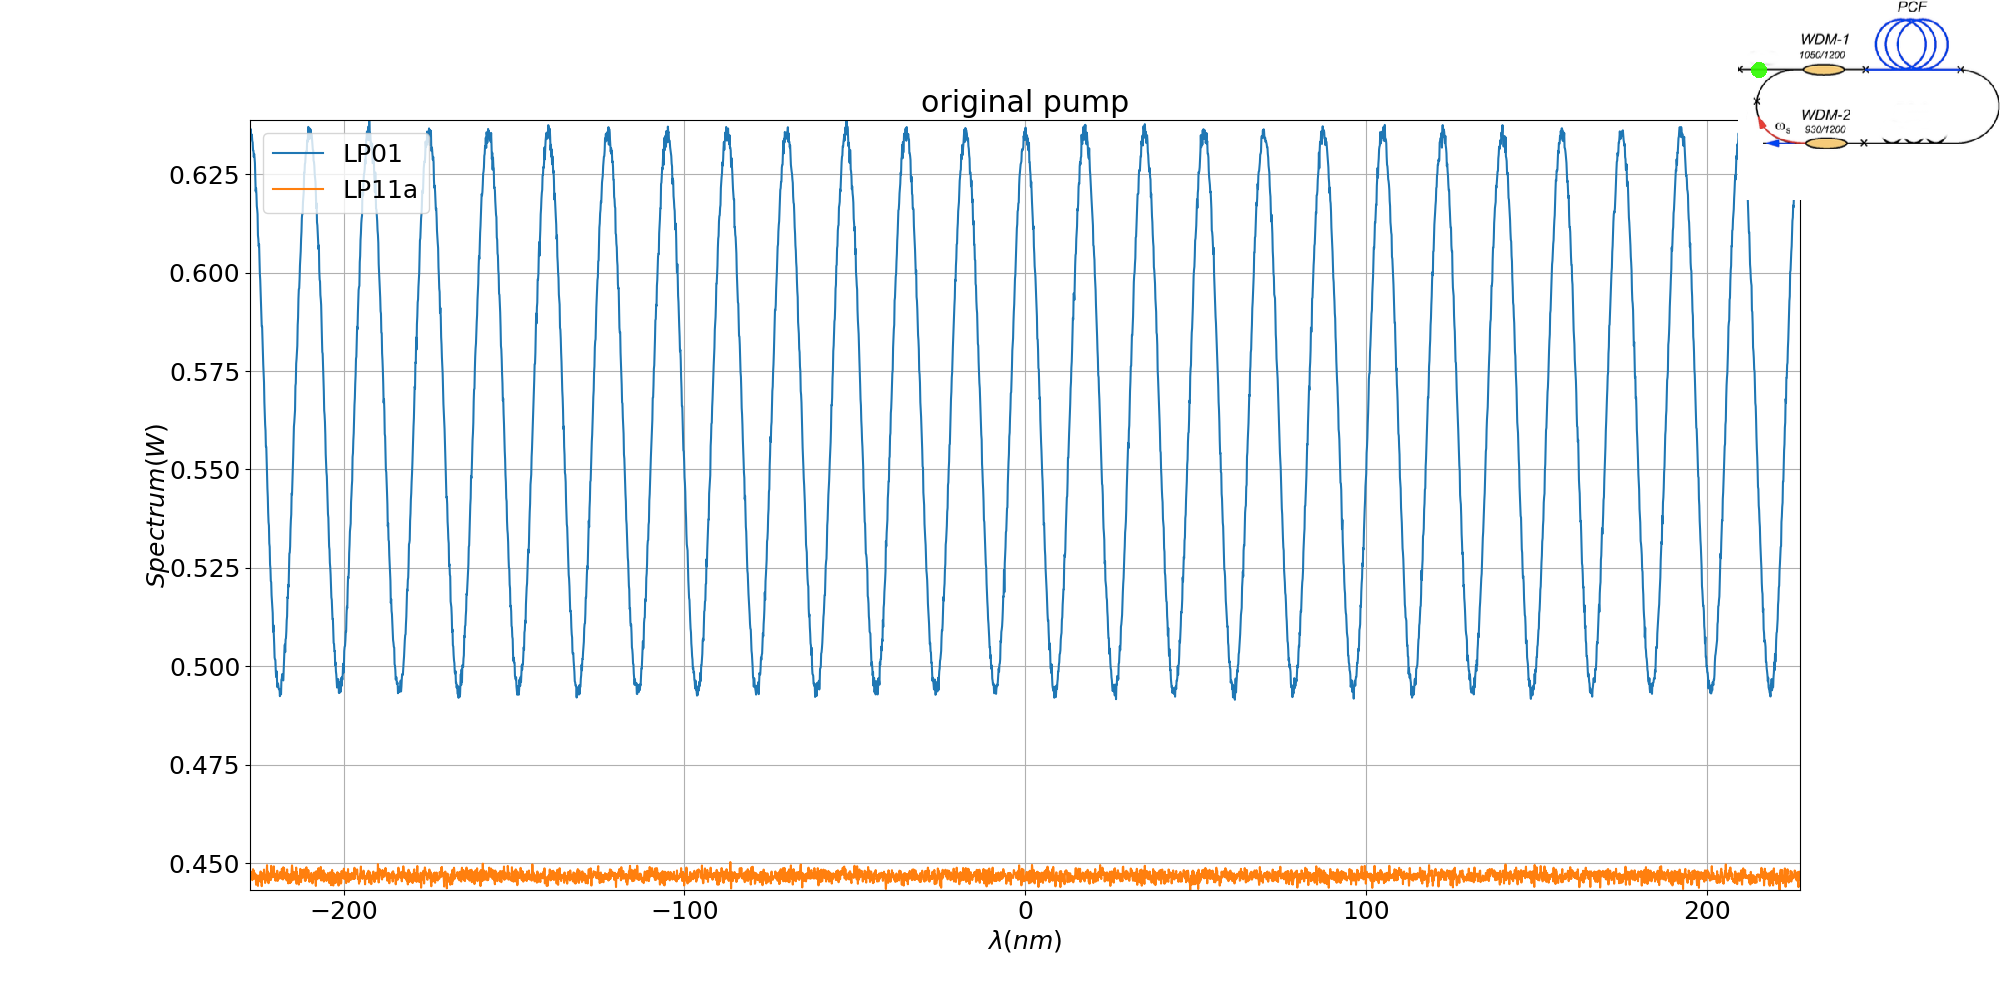 original pump
LP01
LP11a
0.625
0.600
0.575
0.550
0.525
0.500
0.475
0.450
Spectrum(W)
−200
−100
0
100
200
λ(nm)
PCF
WDM-1
1050/1200
WDM-2
930/1200
ωs